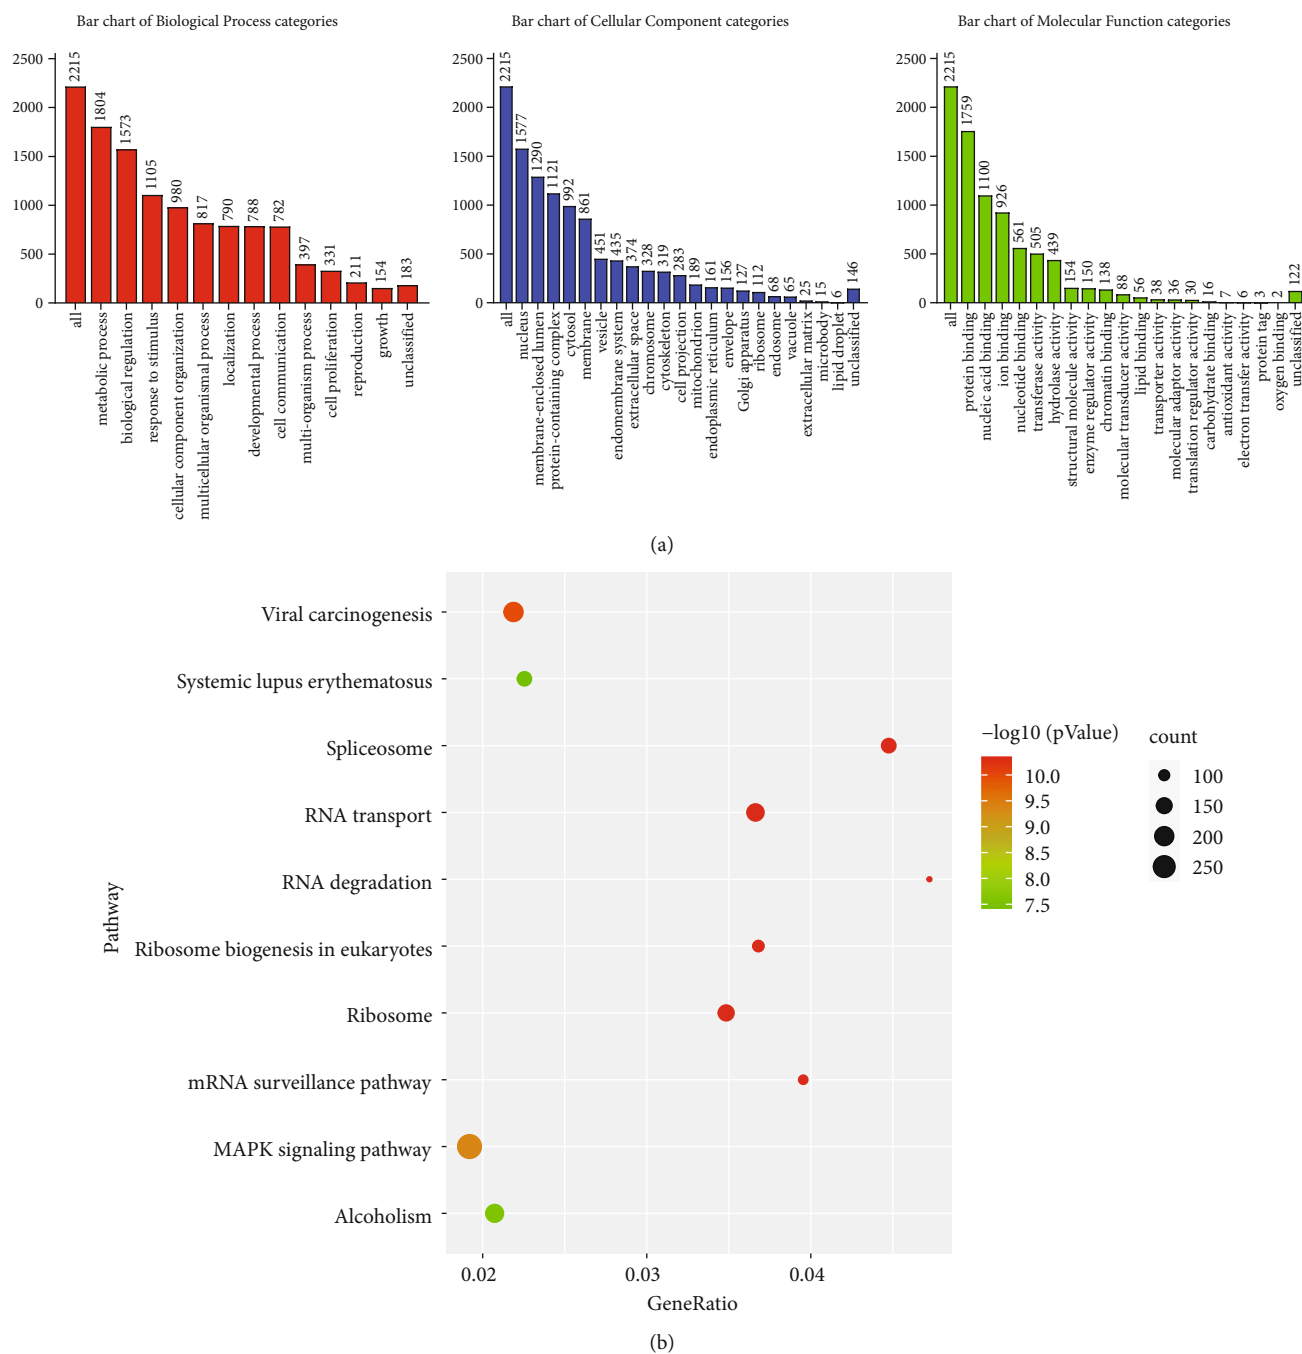 Bar chart of Biological Process categories
2500
2000
1500
1000
500
0
2215
1804
1573
1105
980
817
790
788
782
397
331
211
154
183
all
metabolic process
biological regulation
response to stimulus
cellular component organization
multicellular organismal process
localization
developmental process
cell communication
multi-organism process
cell proliferation
reproduction
growth
unclassified
Bar chart of Cellular Component categories
2500
2000
1500
1000
500
0
2215
1577
1290
1121
992
861
451
435
374
328
319
283
189
161
156
127
112
68
65
25
15
6
146
all
nucleus
membrane-enclosed lumen
protein-containing complex
cytosol
membrane
vesicle
endomembrane system
extracellular space
chromosome
cytoskeleton
cell projection
mitochondrion
endoplasmic reticulum
envelope
Golgi apparatus
ribosome
endosome
vacuole
extracellular matrix
microbody
lipid droplet
unclassified
Bar chart of Molecular Function categories
2500
2000
1500
1000
500
0
2215
1759
1100
926
561
505
439
154
150
138
88
56
38
36
30
16
7
6
3
2
122
all
protein binding
nucleic acid binding
ion binding
nucleotide binding
transferase activity
hydrolase activity
structural molecule activity
enzyme regulator activity
chromatin binding
molecular transducer activity
lipid binding
transporter activity
molecular adaptor activity
translation regulator activity
carbohydrate binding
antioxidant activity
electron transfer activity
protein tag
oxygen binding
unclassified
(a)
Pathway
Viral carcinogenesis
Systemic lupus erythematosus
Spliceosome
RNA transport
RNA degradation
Ribosome biogenesis in eukaryotes
Ribosome
mRNA surveillance pathway
MAPK signaling pathway
Alcoholism
0.02
0.03
0.04
GeneRatio
−log10 (pValue)
10.0
9.5
9.0
8.5
8.0
7.5
count
100
150
200
250
(b)